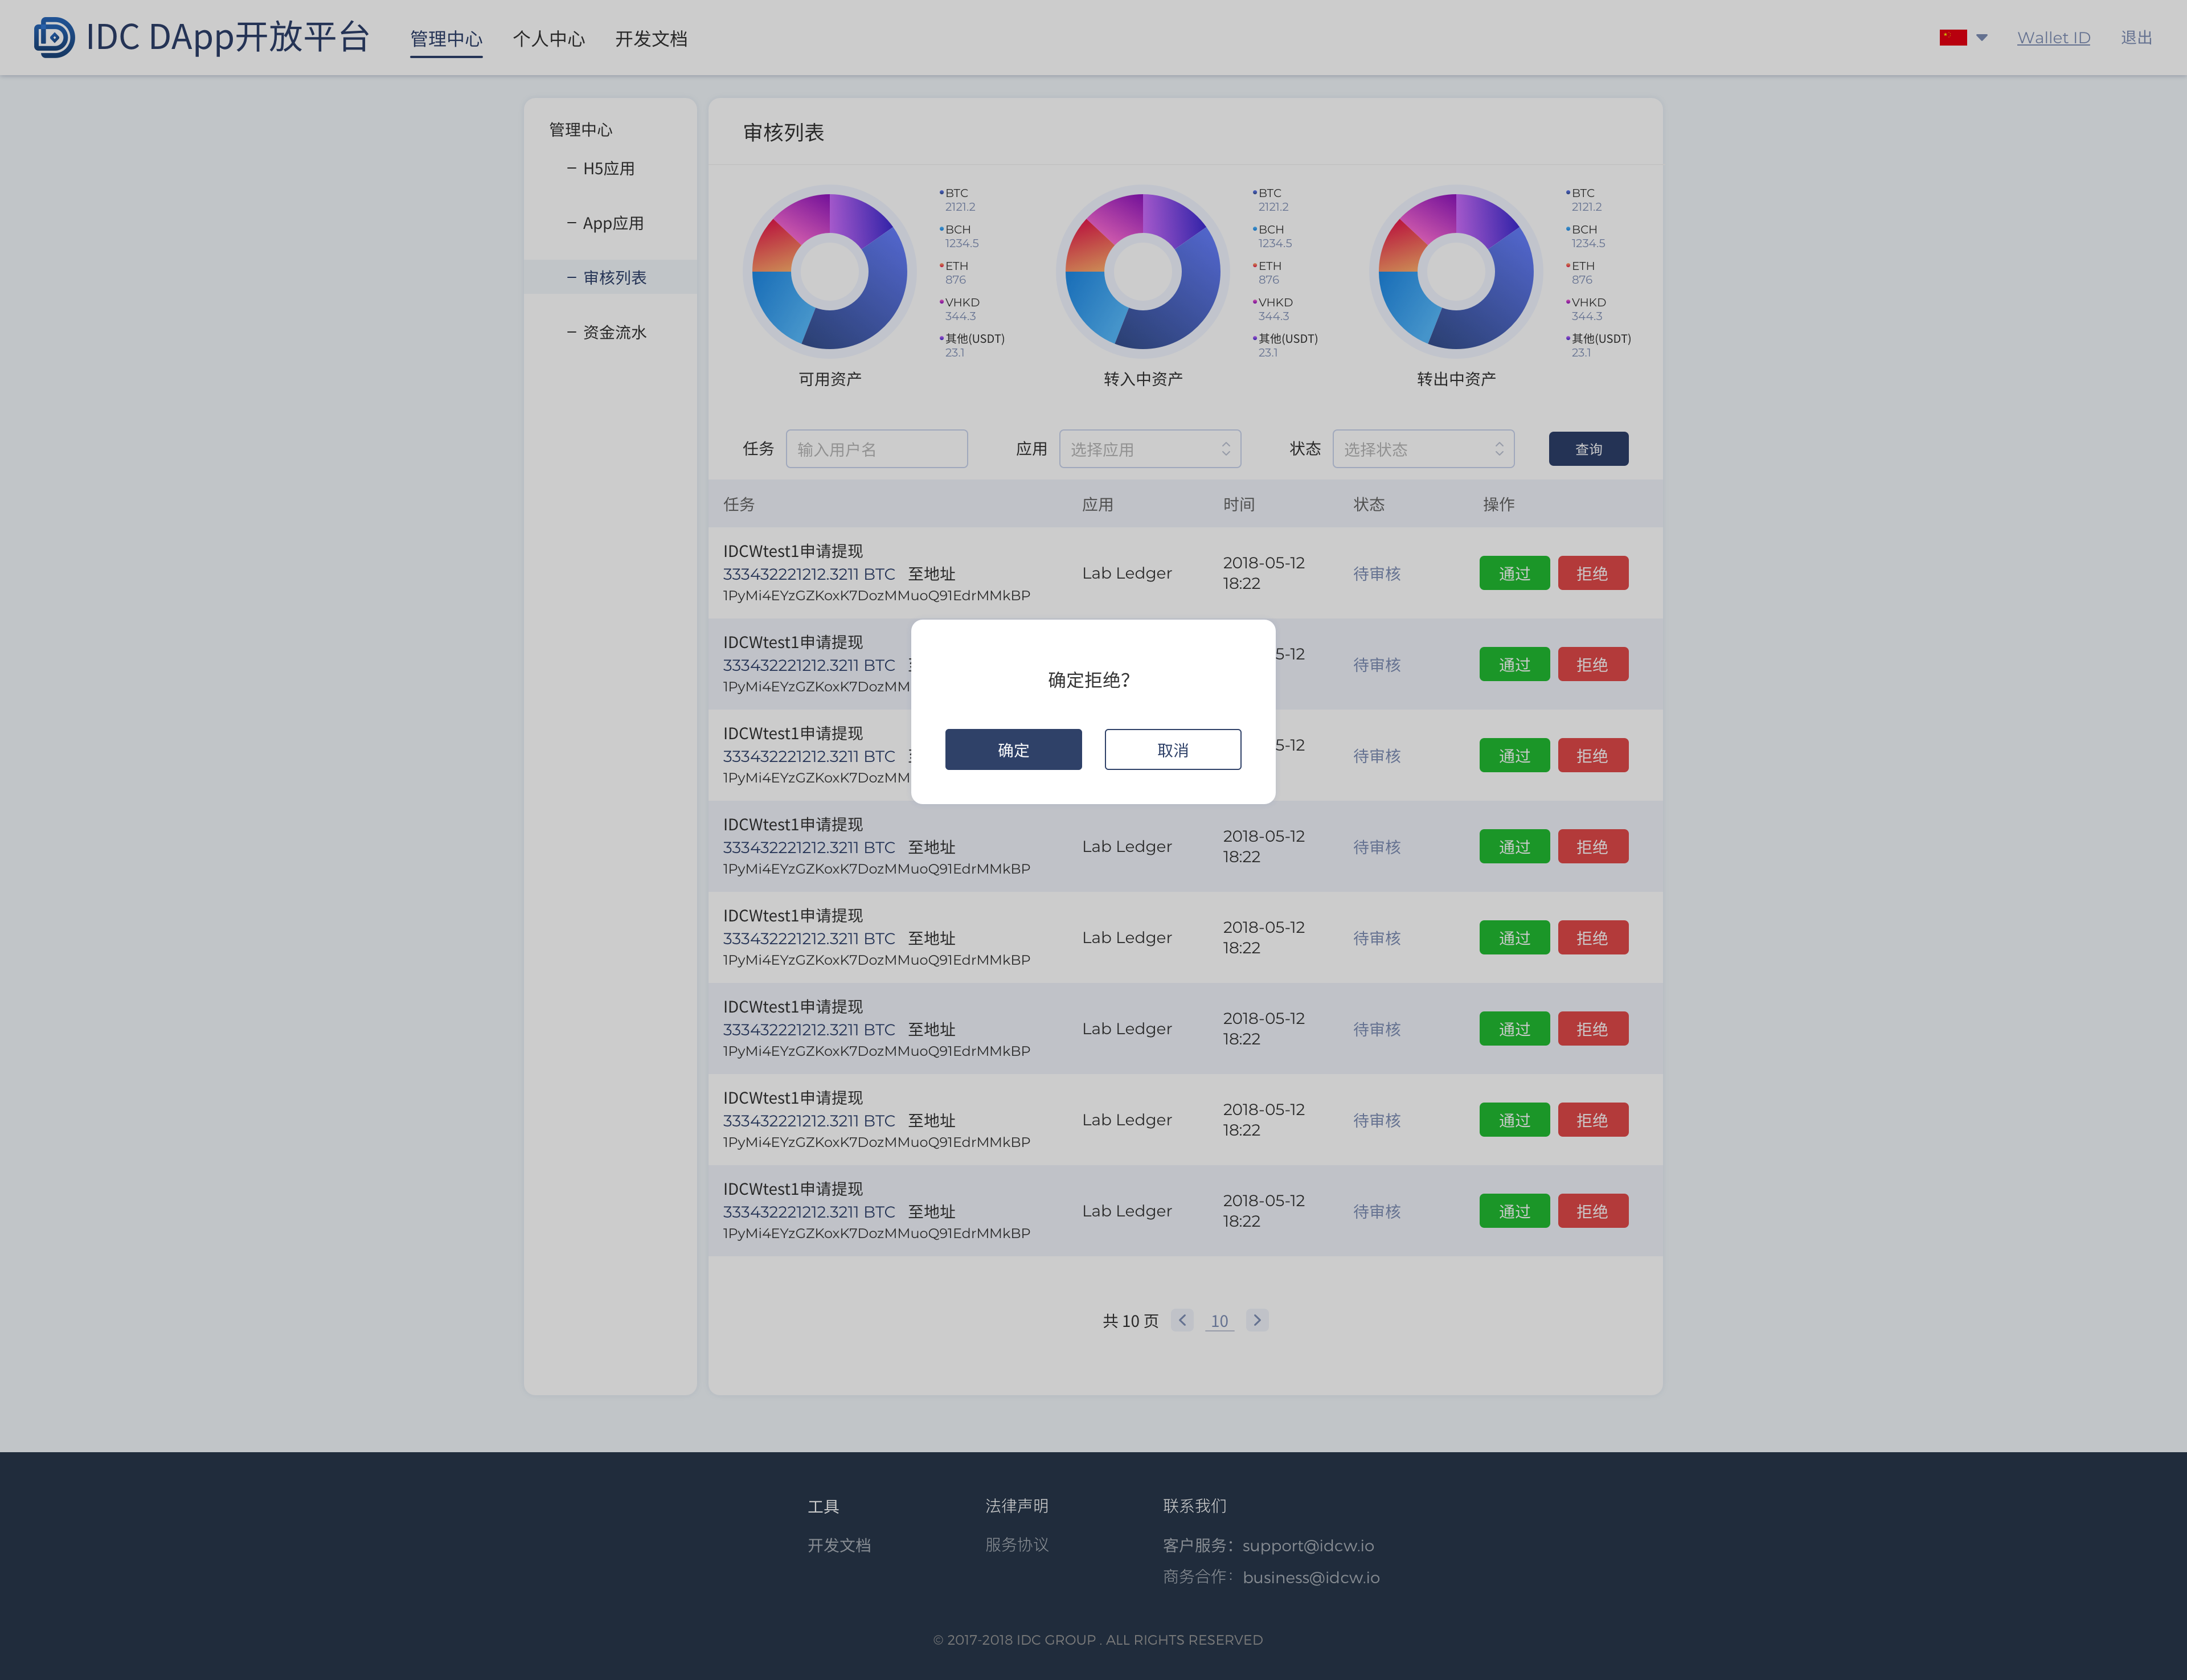 IDC DApp开放平台
管理中心
个人中心
开发文档
Wallet ID
退出
管理中心
H5应用
App应用
审核列表
资金流水
审核列表
BTC
2121.2
BCH
1234.5
ETH
876
VHKD
344.3
其他(USDT)
23.1
可用资产
BTC
2121.2
BCH
1234.5
ETH
876
VHKD
344.3
其他(USDT)
23.1
转入中资产
BTC
2121.2
BCH
1234.5
ETH
876
VHKD
344.3
其他(USDT)
23.1
转出中资产
任务 输入用户名
应用 选择应用
状态 选择状态
查询
任务 应用 时间 状态 操作
IDCWtest1申请提现
333432221212.3211 BTC 至地址
1PyMi4EYzGZKoxK7DozMMuoQ91EdrMMkBP
Lab Ledger
2018-05-12
18:22
待审核
通过 拒绝
IDCWtest1申请提现
333432221212.3211 BTC
1PyMi4EYzGZKoxK7DozMM
5-12
待审核
通过 拒绝
IDCWtest1申请提现
333432221212.3211 BTC
1PyMi4EYzGZKoxK7DozMM
5-12
待审核
通过 拒绝
确定拒绝？
确定 取消
IDCWtest1申请提现
333432221212.3211 BTC 至地址
1PyMi4EYzGZKoxK7DozMMuoQ91EdrMMkBP
Lab Ledger
2018-05-12
18:22
待审核
通过 拒绝
IDCWtest1申请提现
333432221212.3211 BTC 至地址
1PyMi4EYzGZKoxK7DozMMuoQ91EdrMMkBP
Lab Ledger
2018-05-12
18:22
待审核
通过 拒绝
IDCWtest1申请提现
333432221212.3211 BTC 至地址
1PyMi4EYzGZKoxK7DozMMuoQ91EdrMMkBP
Lab Ledger
2018-05-12
18:22
待审核
通过 拒绝
IDCWtest1申请提现
333432221212.3211 BTC 至地址
1PyMi4EYzGZKoxK7DozMMuoQ91EdrMMkBP
Lab Ledger
2018-05-12
18:22
待审核
通过 拒绝
IDCWtest1申请提现
333432221212.3211 BTC 至地址
1PyMi4EYzGZKoxK7DozMMuoQ91EdrMMkBP
Lab Ledger
2018-05-12
18:22
待审核
通过 拒绝
共 10 页 10
工具
开发文档
法律声明
服务协议
联系我们
客户服务：support@idcw.io
商务合作：business@idcw.io
© 2017-2018 IDC GROUP . ALL RIGHTS RESERVED